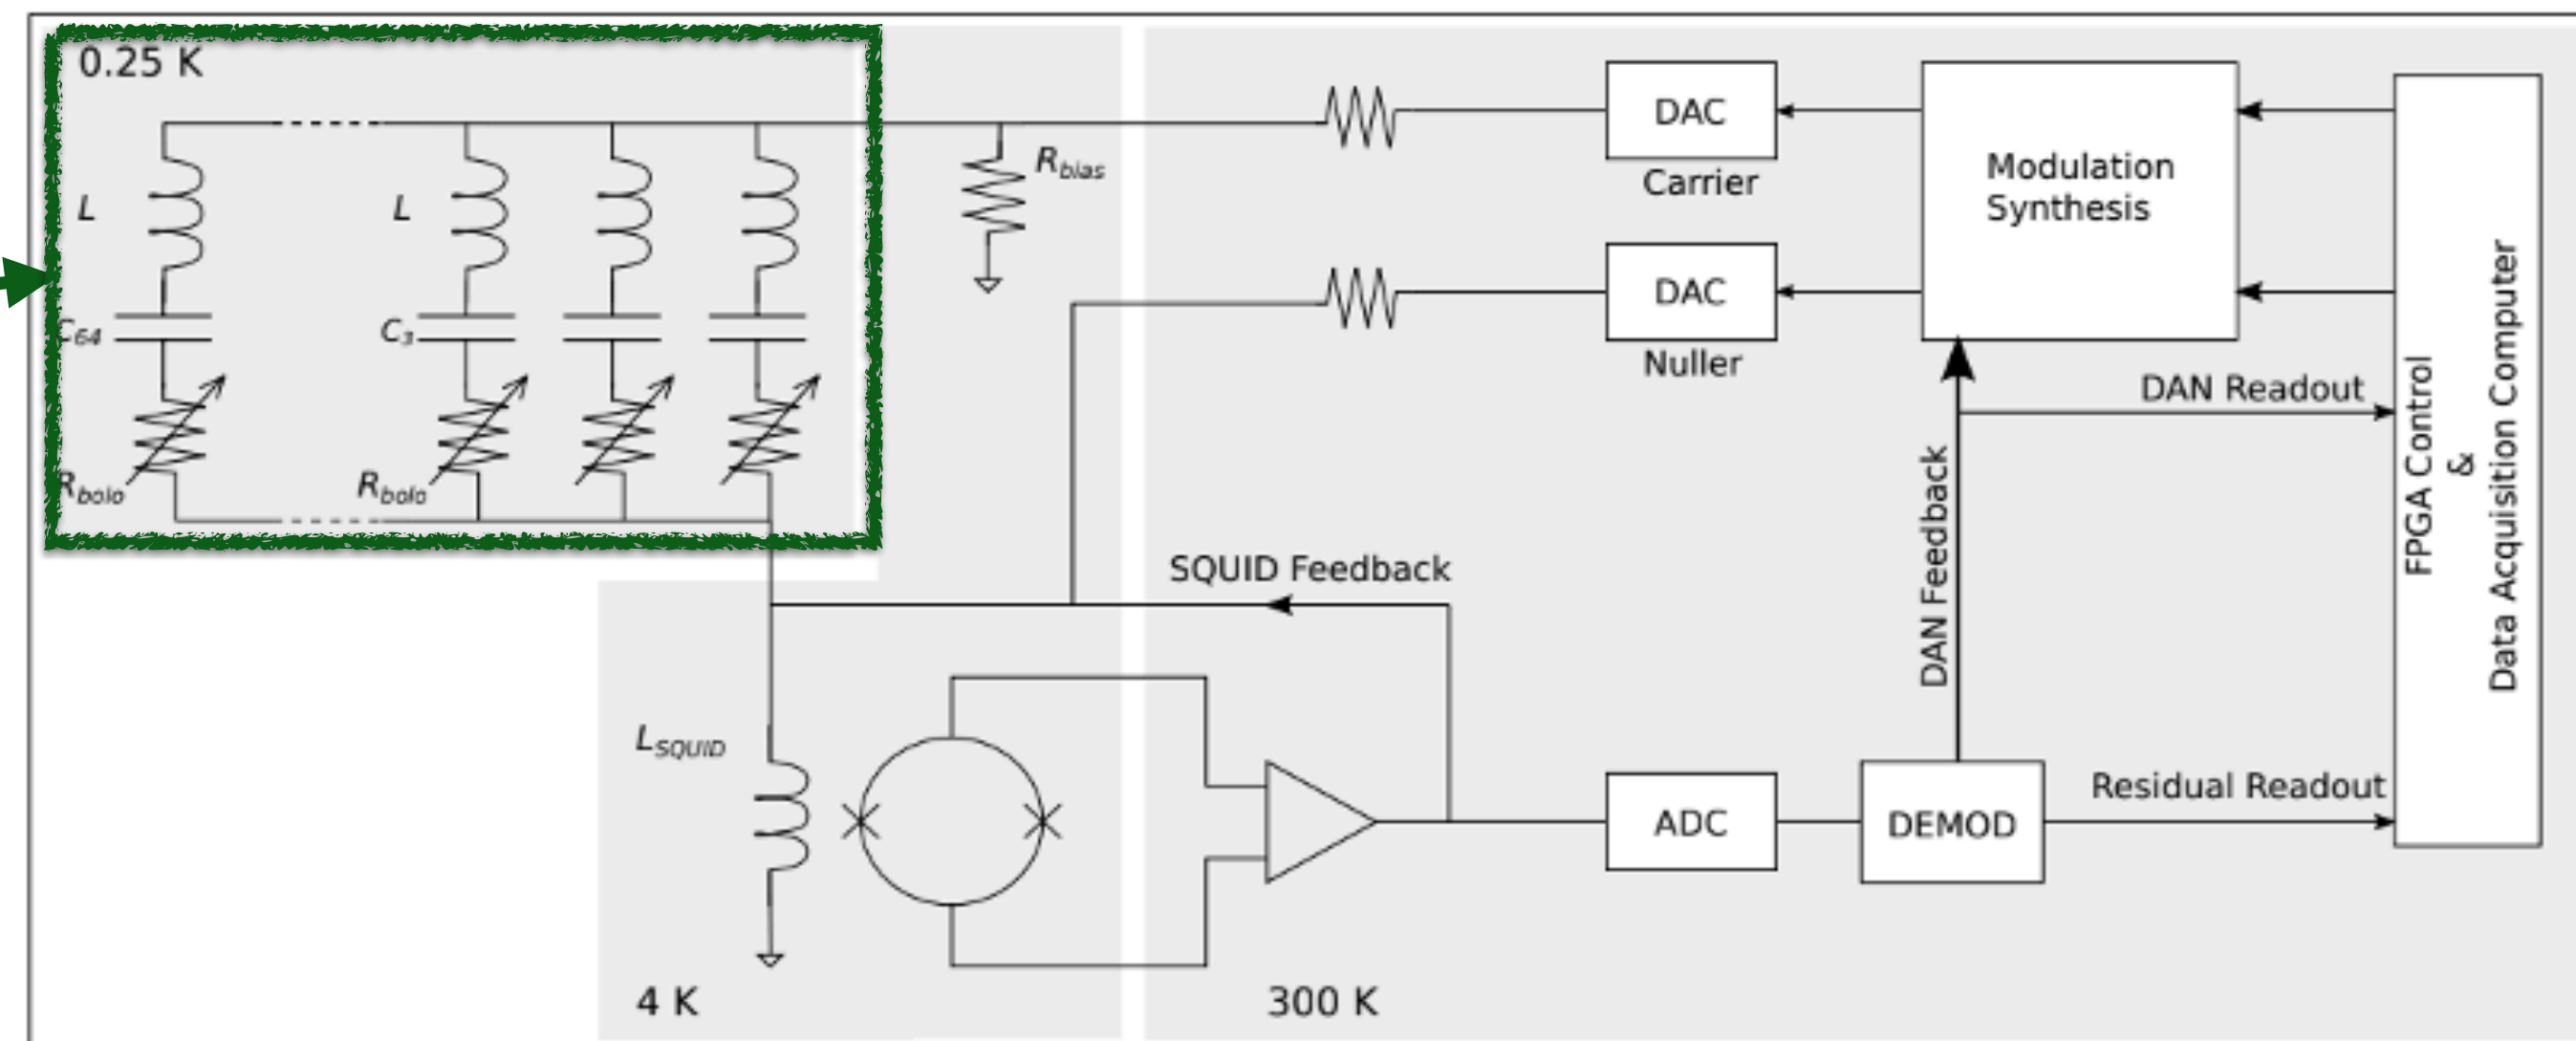 0.25 K
L
L
C64
C3
Rbolo
Rbolo
Rbias
DAC
Carrier
DAC
Nuller
Modulation
Synthesis
FPGA Control
&
Data Acquisition Computer
DAN Readout
DAN Feedback
SQUID Feedback
LSQUID
ADC
DEMOD
Residual Readout
4 K
300 K